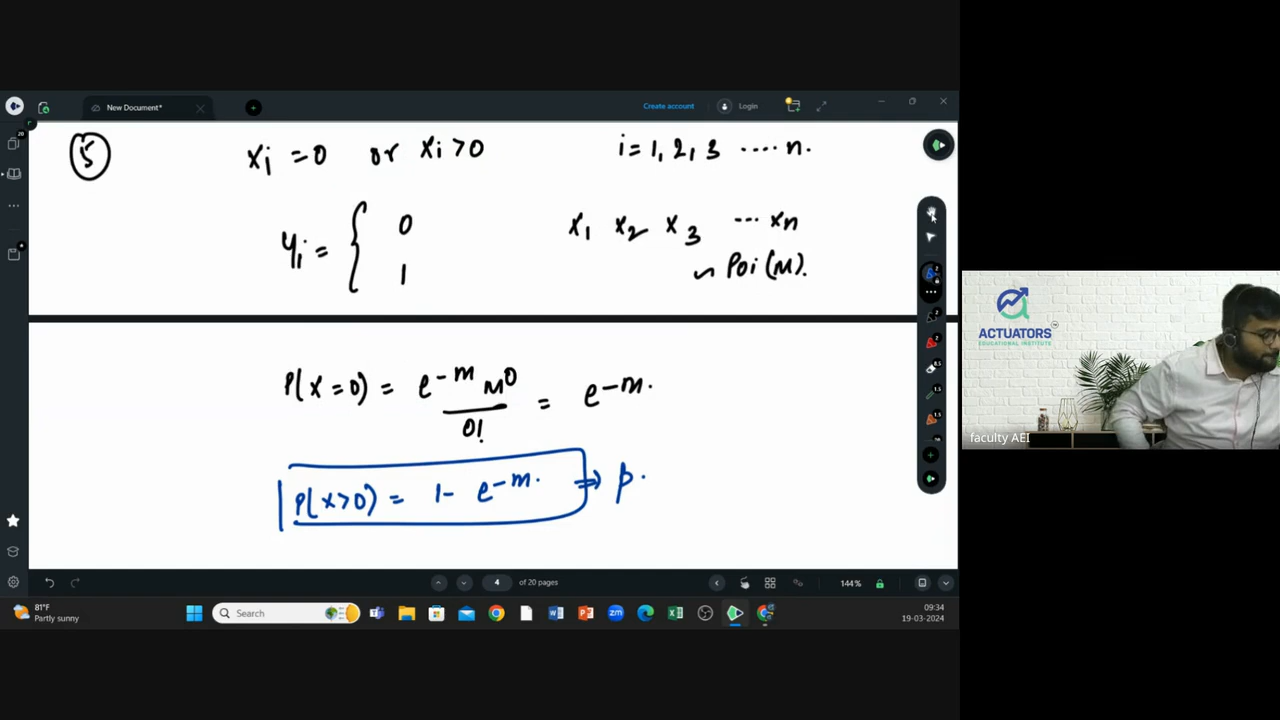 New Document*
Create account
Login
5
xi = 0 or xi > 0 i = 1, 2, 3 .... n.
yi = { 0
1
x1 x2 x3 ... xn
~ Poi(M).
P(x=0) = e^-m M^0 / 0! = e^-m.
P(x>0) = 1 - e^-m. ⇒ p.
ACTUATORS
EDUCATIONAL INSTITUTE
faculty AEI
4 of 20 pages
144%
81°F
Partly sunny
Search
09:34
19-03-2024